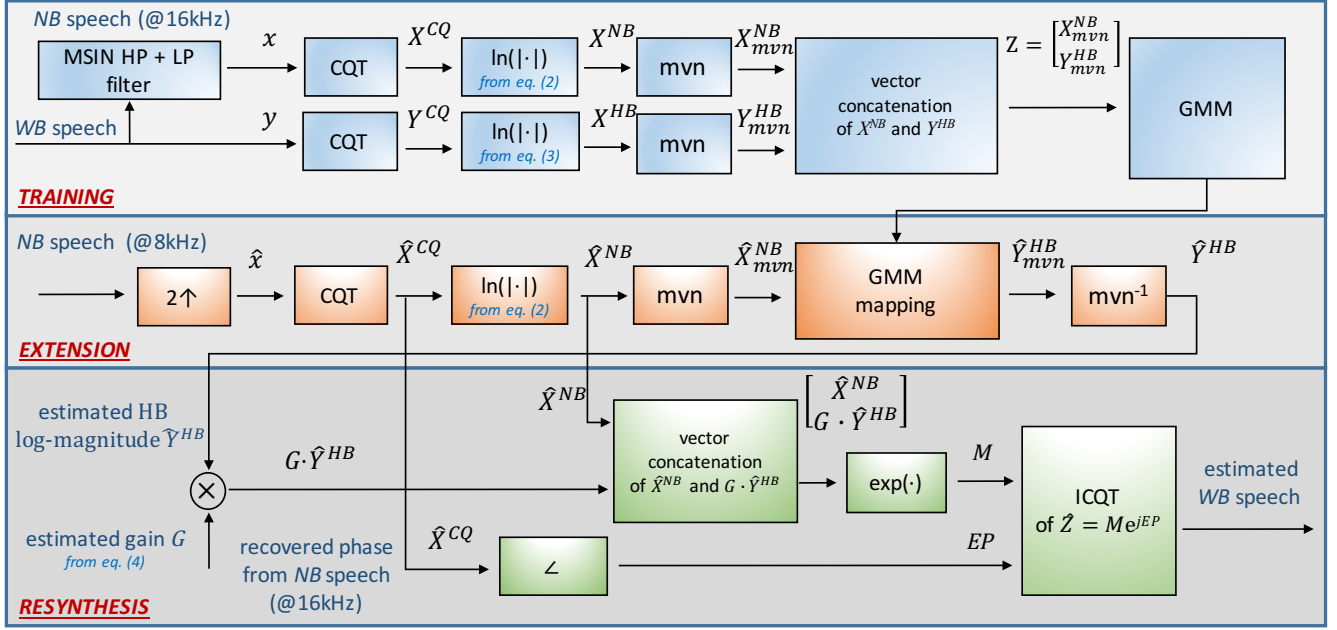 NB speech (@16kHz)
MSIN HP + LP
filter
WB speech
x
y
CQT
CQT
X^{CQ}
Y^{CQ}
ln(|·|)
from eq. (2)
ln(|·|)
from eq. (3)
X^{NB}
X^{HB}
mvn
mvn
X_{mvn}^{NB}
Y_{mvn}^{HB}
vector
concatenation
of X^{NB} and Y^{HB}
Z = [X_{mvn}^{NB}
Y_{mvn}^{HB}]
GMM
TRAINING
NB speech (@8kHz)
2↑
x̂
CQT
X̂^{CQ}
ln(|·|)
from eq. (2)
X̂^{NB}
mvn
X̂_{mvn}^{NB}
GMM
mapping
Ŷ_{mvn}^{HB}
mvn^{-1}
Ŷ^{HB}
EXTENSION
estimated HB
log-magnitude Ŷ^{HB}
×
G·Ŷ^{HB}
estimated gain G
from eq. (4)
recovered phase
from NB speech
(@16kHz)
X̂^{NB}
vector
concatenation
of X̂^{NB} and G · Ŷ^{HB}
[X̂^{NB}
G · Ŷ^{HB}]
exp(·)
M
X̂^{CQ}
∠
EP
ICQT
of Ẑ = Me^{jEP}
estimated
WB speech
RESYNTHESIS